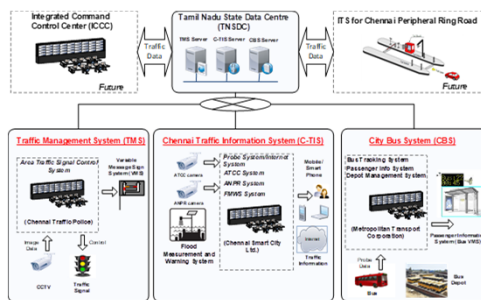 Integrated Command
Control Center (ICCC)
Future
Traffic
Data
Tamil Nadu State Data Centre
(TNSDC)
TMS Server
C-TIS Server
CBS Server
Traffic
Data
ITS for Chennai Peripheral Ring Road
Future
Traffic Management System (TMS)
Area Traffic Signal Control
System
(Chennai Traffic Police)
Variable
Message Sign
System (VMS)
Image
Data
Control
CCTV
Traffic
Signal
Chennai Traffic Information System (C-TIS)
ATCC camera
ANPR camera
Probe System/Internet
System
ATCC System
ANPR System
FMWS System
(Chennai Smart City
Ltd.)
Flood
Measurement and
Warning System
Mobile/
Smart
Phone
Internet
Traffic
Information
City Bus System (CBS)
Bus Tracking System
Passenger Info System
Depot Management System
(Metropolitan Transport
Corporation)
Passenger Information
System (Bus VMS)
Probe
Data
Bus
Bus
Depot